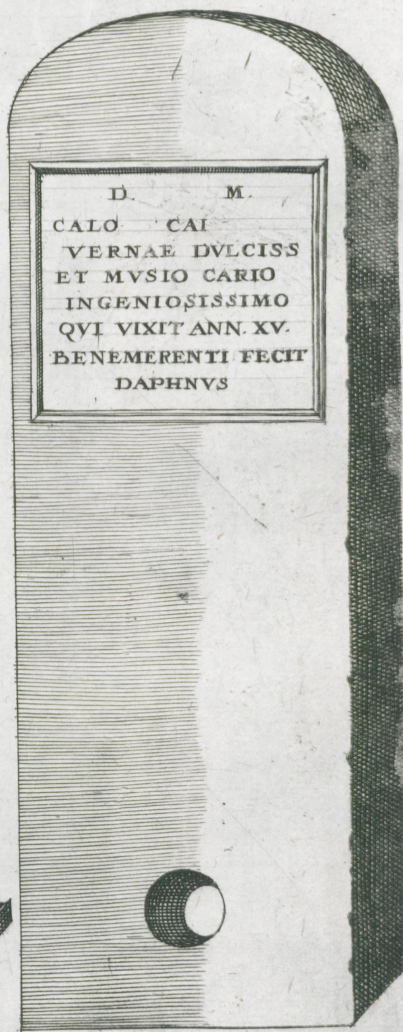 D. M.
CALO CAI
VERNAE DVLCISS
ET MVSIO CARIO
INGENIOSISSIMO
QVI VIXIT ANN. XV.
BENEMERENTI FECIT
DAPHNVS